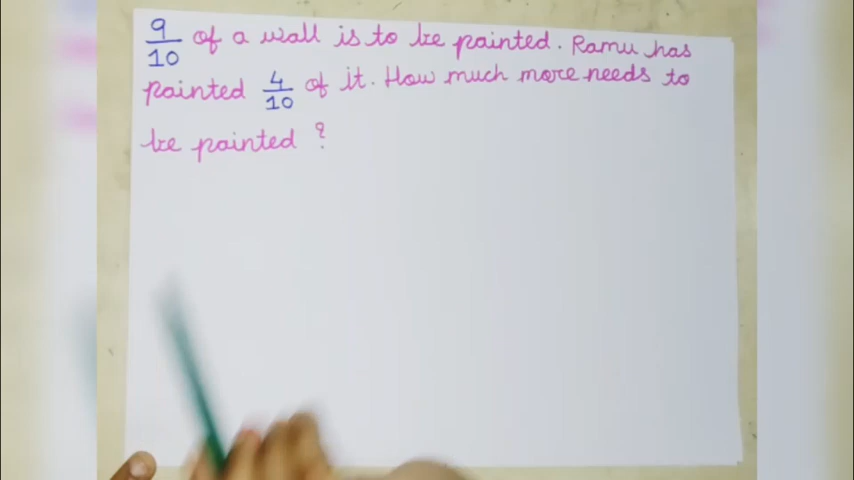 9/10 of a wall is to be painted. Ramu has
painted 4/10 of it. How much more needs to
be painted ?